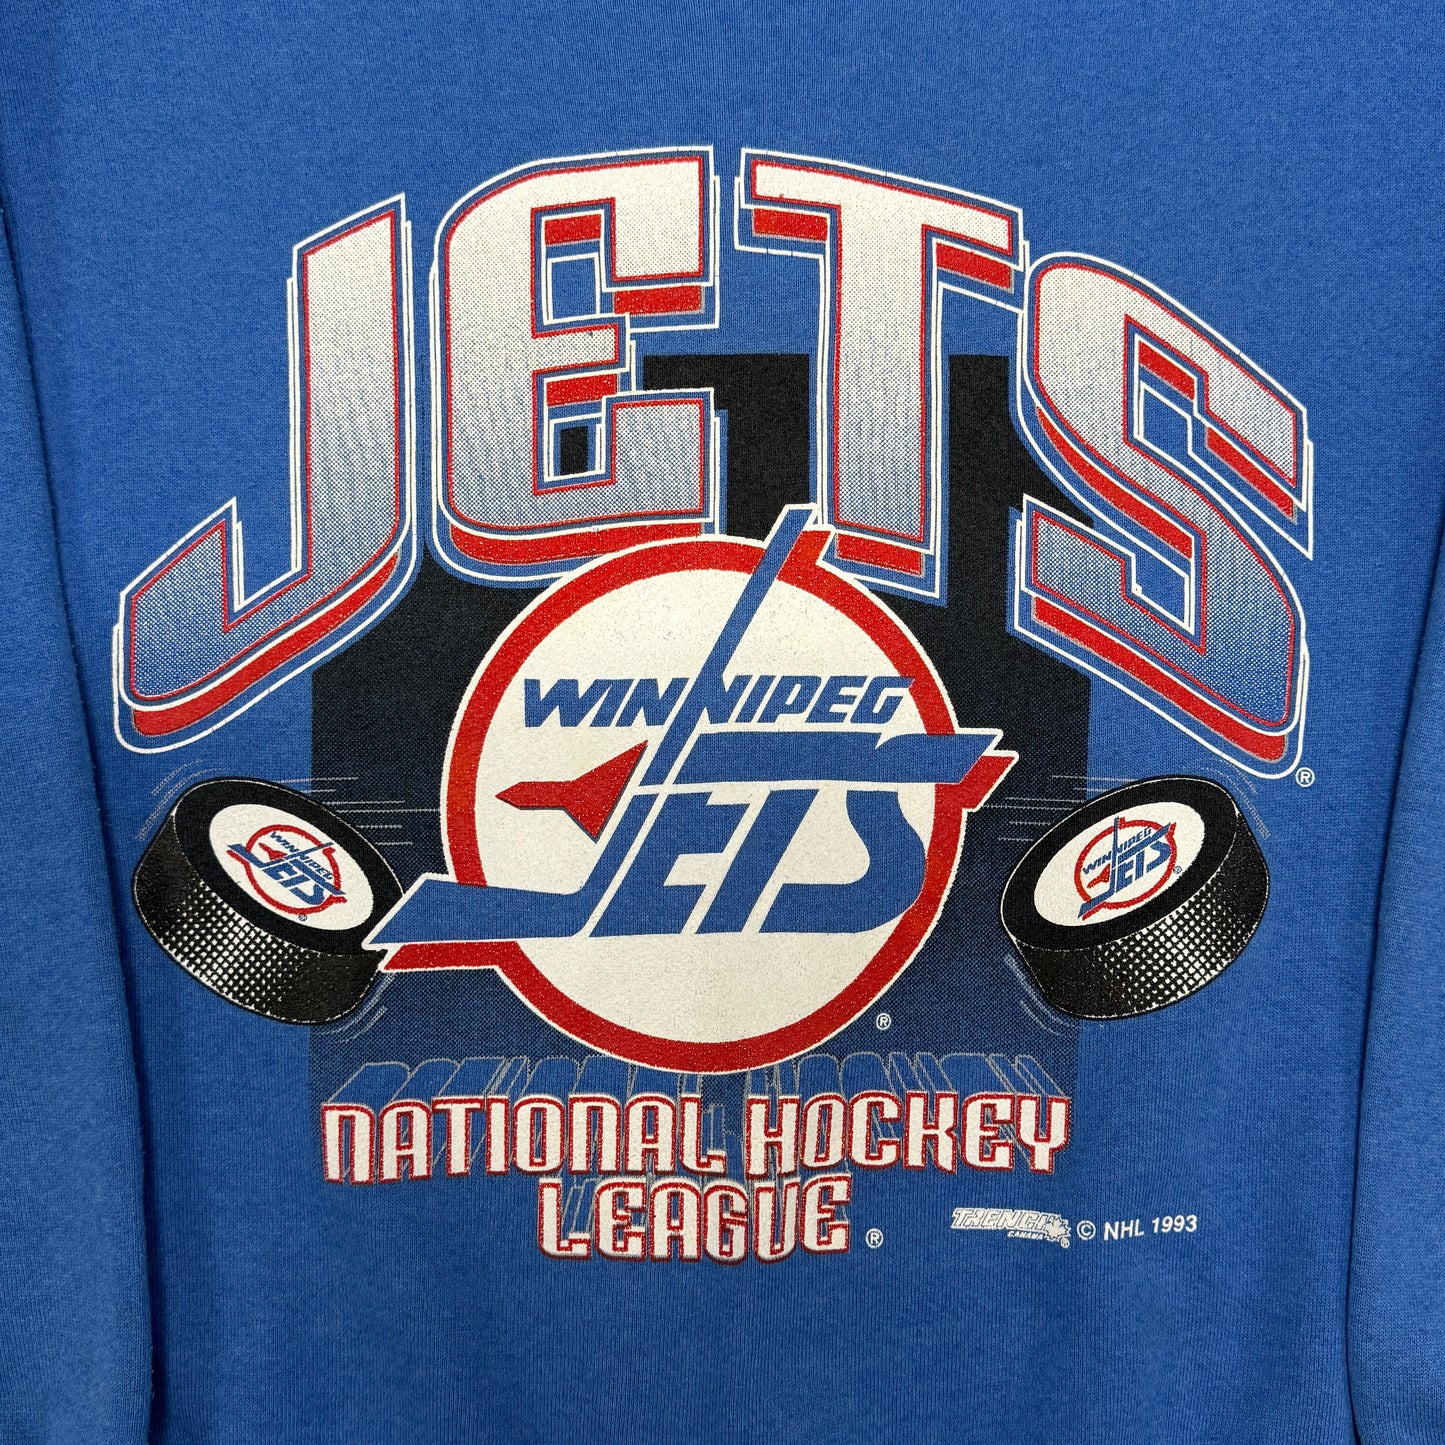 JETS
®
WINNIPEG
JETS
®
WINNIPEG
JETS
®
WINNIPEG
JETS
®
NATIONAL HOCKEY
LEAGUE ®
TRENCH
CANADA ® © NHL 1993